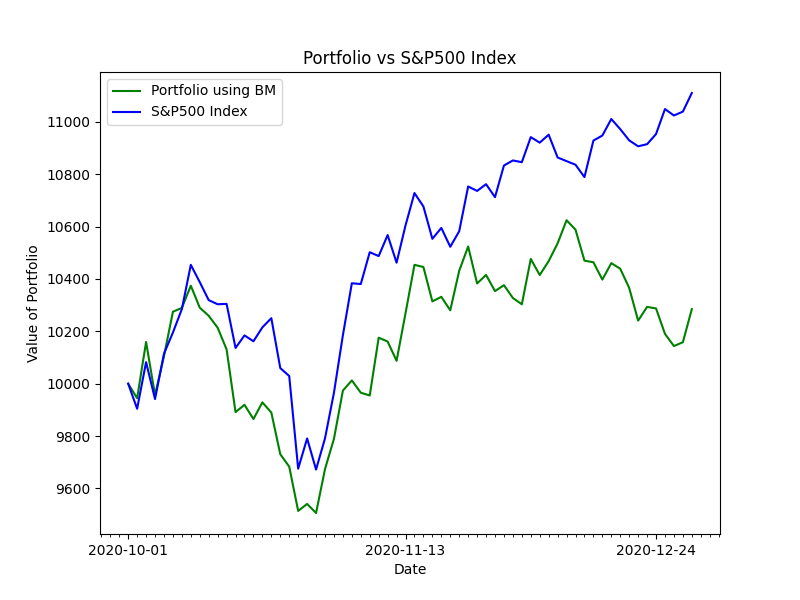 Portfolio vs S&P500 Index
Portfolio using BM
S&P500 Index
11000
10800
10600
10400
10200
10000
9800
9600
Value of Portfolio
2020-10-01
2020-11-13
2020-12-24
Date